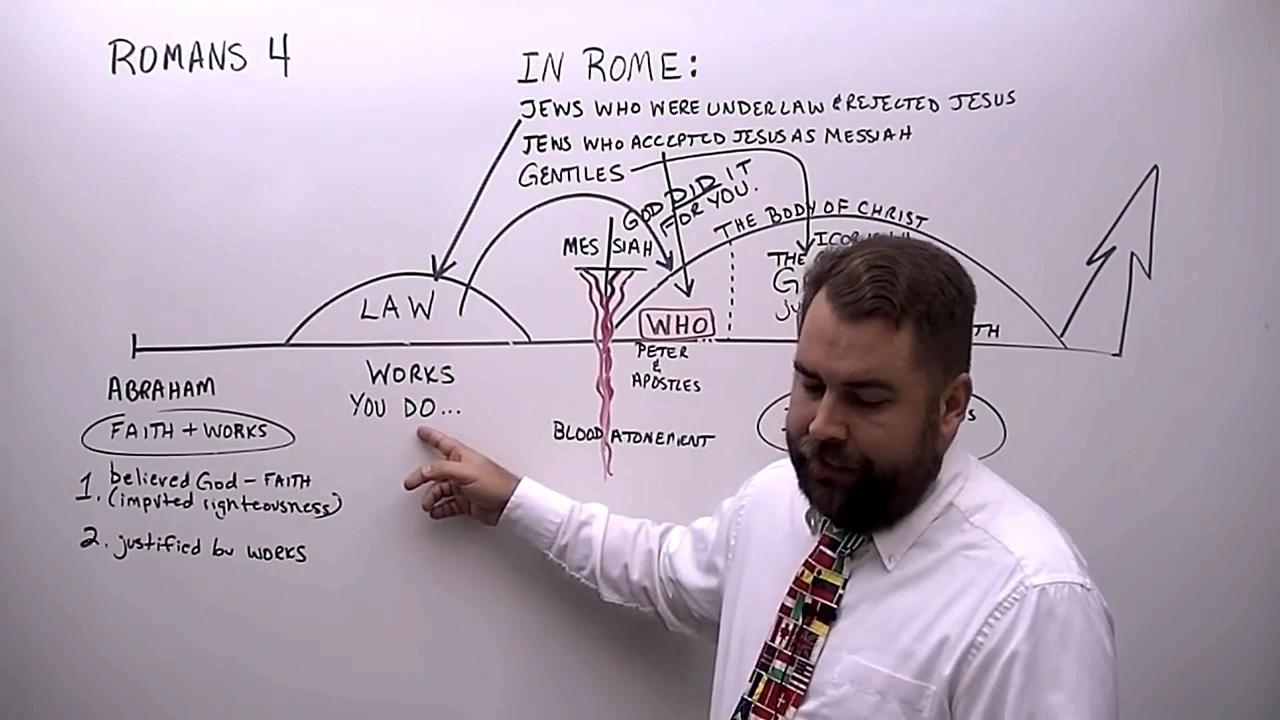 ROMANS 4
IN ROME:
JEWS WHO WERE UNDER LAW & REJECTED JESUS
JEWS WHO ACCEPTED JESUS AS MESSIAH
GENTILES
GOD DID IT
FOR YOU.
THE BODY OF CHRIST
MESSIAH
THE
LAW
WHO
PETER
&
APOSTLES
WORKS
YOU DO...
BLOOD ATONEMENT
ABRAHAM
FAITH + WORKS
1. believed God - FAITH
(imputed righteousness)
2. justified by WORKS